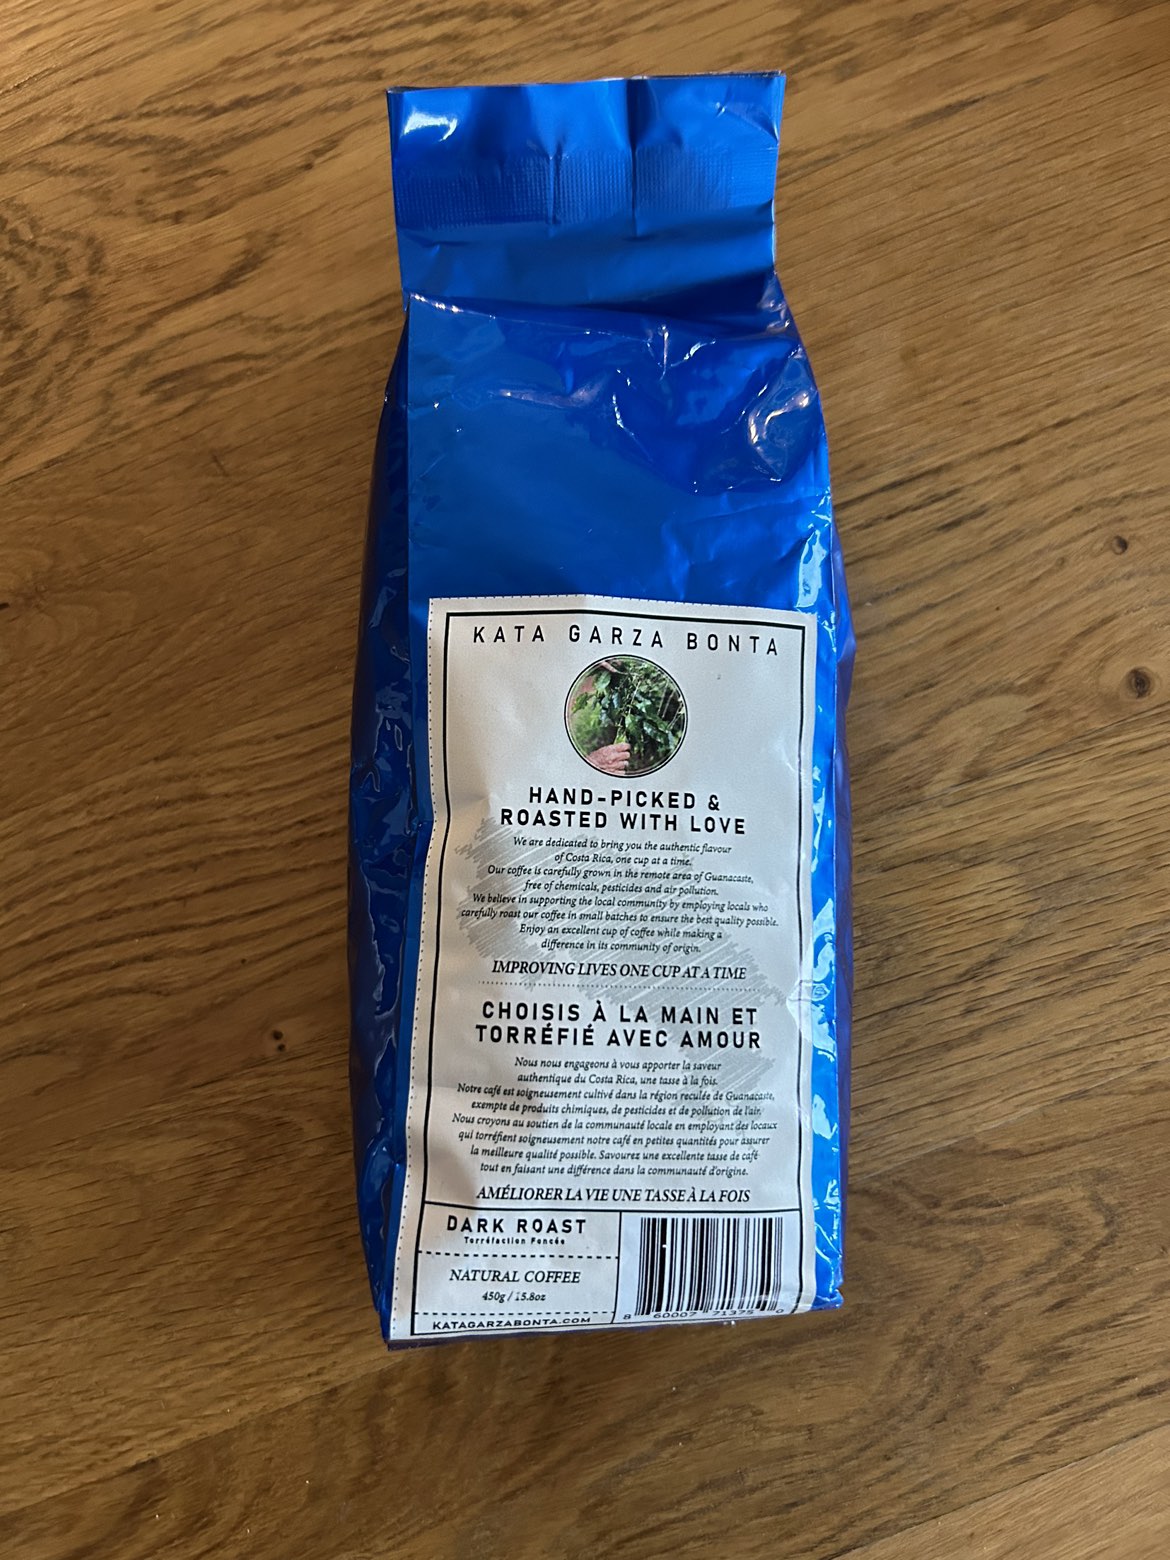 KATA GARZA BONTA
HAND-PICKED &
ROASTED WITH LOVE
We are dedicated to bring you the authentic flavour
of Costa Rica, one cup at a time.
Our coffee is carefully grown in the remote area of Guanacaste,
free of chemicals, pesticides and air pollution.
We believe in supporting the local community by employing locals who
carefully roast our coffee in small batches to ensure the best quality possible.
Enjoy an excellent cup of coffee while making a
difference in its community of origin.
IMPROVING LIVES ONE CUP AT A TIME
CHOISIS À LA MAIN ET
TORRÉFIÉ AVEC AMOUR
Nous nous engageons à vous apporter la saveur
authentique du Costa Rica, une tasse à la fois.
Notre café est soigneusement cultivé dans la région reculée de Guanacaste,
exempte de produits chimiques, de pesticides et de pollution de l'air.
Nous croyons au soutien de la communauté locale en employant des locaux
qui torréfient soigneusement notre café en petites quantités pour assurer
la meilleure qualité possible. Savourez une excellente tasse de café
tout en faisant une différence dans la communauté d'origine.
AMÉLIORER LA VIE UNE TASSE À LA FOIS
DARK ROAST
Torréfaction Foncée
NATURAL COFFEE
450g / 15.8oz
KATAGARZABONTA.COM
8 60007 71375 0